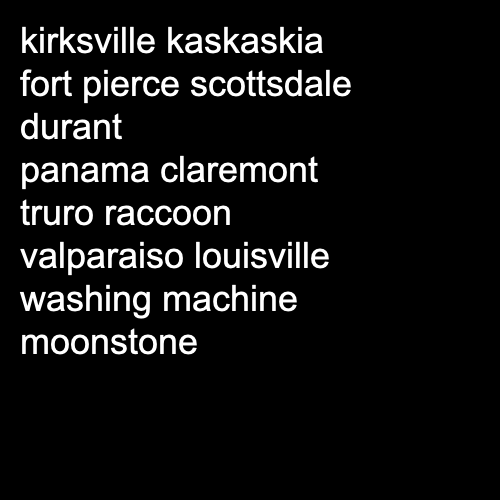 kirksville kaskaskia
fort pierce scottsdale
durant
panama claremont
truro raccoon
valparaiso louisville
washing machine
moonstone